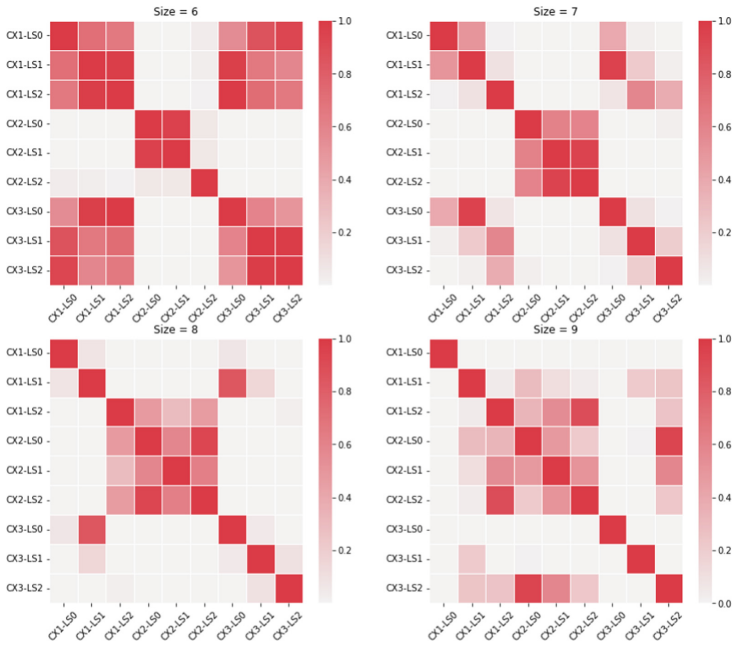 Size = 6
CX1-LS0
CX1-LS1
CX1-LS2
CX2-LS0
CX2-LS1
CX2-LS2
CX3-LS0
CX3-LS1
CX3-LS2
CX1-LS0 CX1-LS1 CX1-LS2 CX2-LS0 CX2-LS1 CX2-LS2 CX3-LS0 CX3-LS1 CX3-LS2
1.0
0.8
0.6
0.4
0.2
Size = 7
CX1-LS0
CX1-LS1
CX1-LS2
CX2-LS0
CX2-LS1
CX2-LS2
CX3-LS0
CX3-LS1
CX3-LS2
CX1-LS0 CX1-LS1 CX1-LS2 CX2-LS0 CX2-LS1 CX2-LS2 CX3-LS0 CX3-LS1 CX3-LS2
1.0
0.8
0.6
0.4
0.2
Size = 8
CX1-LS0
CX1-LS1
CX1-LS2
CX2-LS0
CX2-LS1
CX2-LS2
CX3-LS0
CX3-LS1
CX3-LS2
CX1-LS0 CX1-LS1 CX1-LS2 CX2-LS0 CX2-LS1 CX2-LS2 CX3-LS0 CX3-LS1 CX3-LS2
1.0
0.8
0.6
0.4
0.2
Size = 9
CX1-LS0
CX1-LS1
CX1-LS2
CX2-LS0
CX2-LS1
CX2-LS2
CX3-LS0
CX3-LS1
CX3-LS2
CX1-LS0 CX1-LS1 CX1-LS2 CX2-LS0 CX2-LS1 CX2-LS2 CX3-LS0 CX3-LS1 CX3-LS2
1.0
0.8
0.6
0.4
0.2
0.0